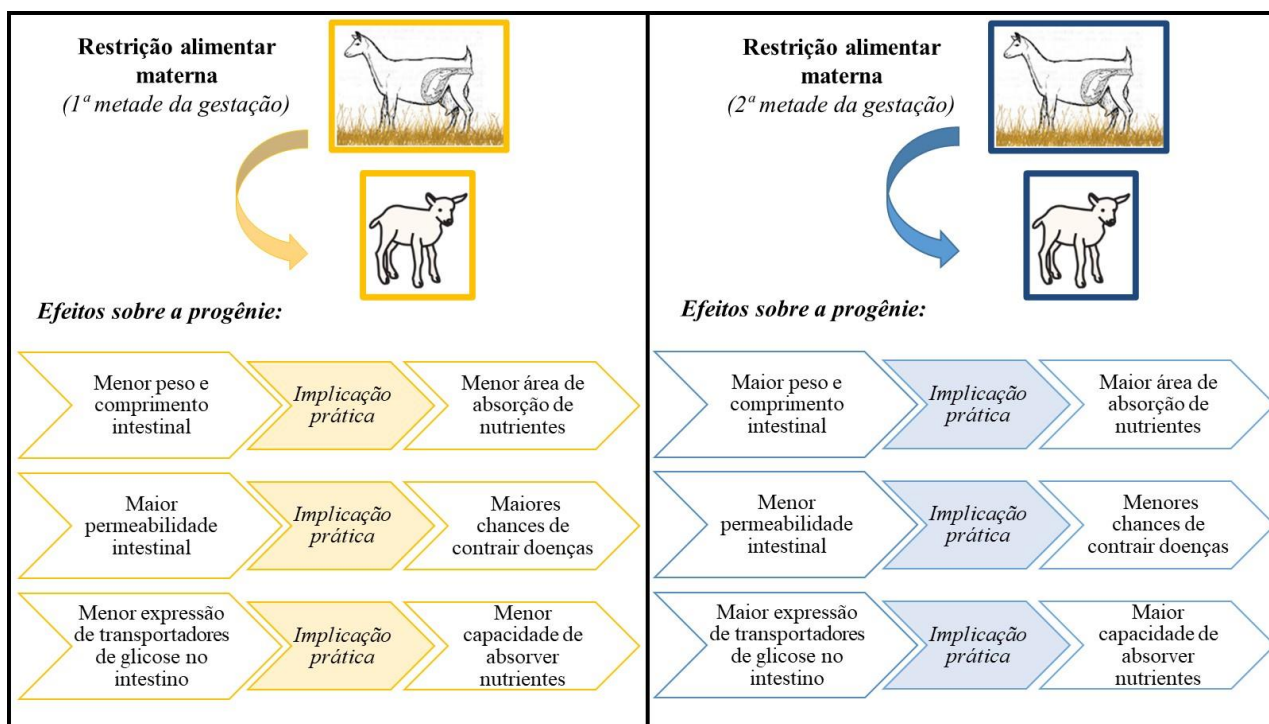 Restrição alimentar
materna
(1ª metade da gestação)
Efeitos sobre a progênie:
Menor peso e
comprimento
intestinal
Implicação
prática
Menor área de
absorção de
nutrientes
Maior
permeabilidade
intestinal
Implicação
prática
Maiores
chances de
contrair doenças
Menor expressão
de transportadores
de glicose no
intestino
Implicação
prática
Menor
capacidade de
absorver
nutrientes
Restrição alimentar
materna
(2ª metade da gestação)
Efeitos sobre a progênie:
Maior peso e
comprimento
intestinal
Implicação
prática
Maior área de
absorção de
nutrientes
Menor
permeabilidade
intestinal
Implicação
prática
Menores
chances de
contrair doenças
Maior expressão
de transportadores
de glicose no
intestino
Implicação
prática
Maior
capacidade de
absorver
nutrientes